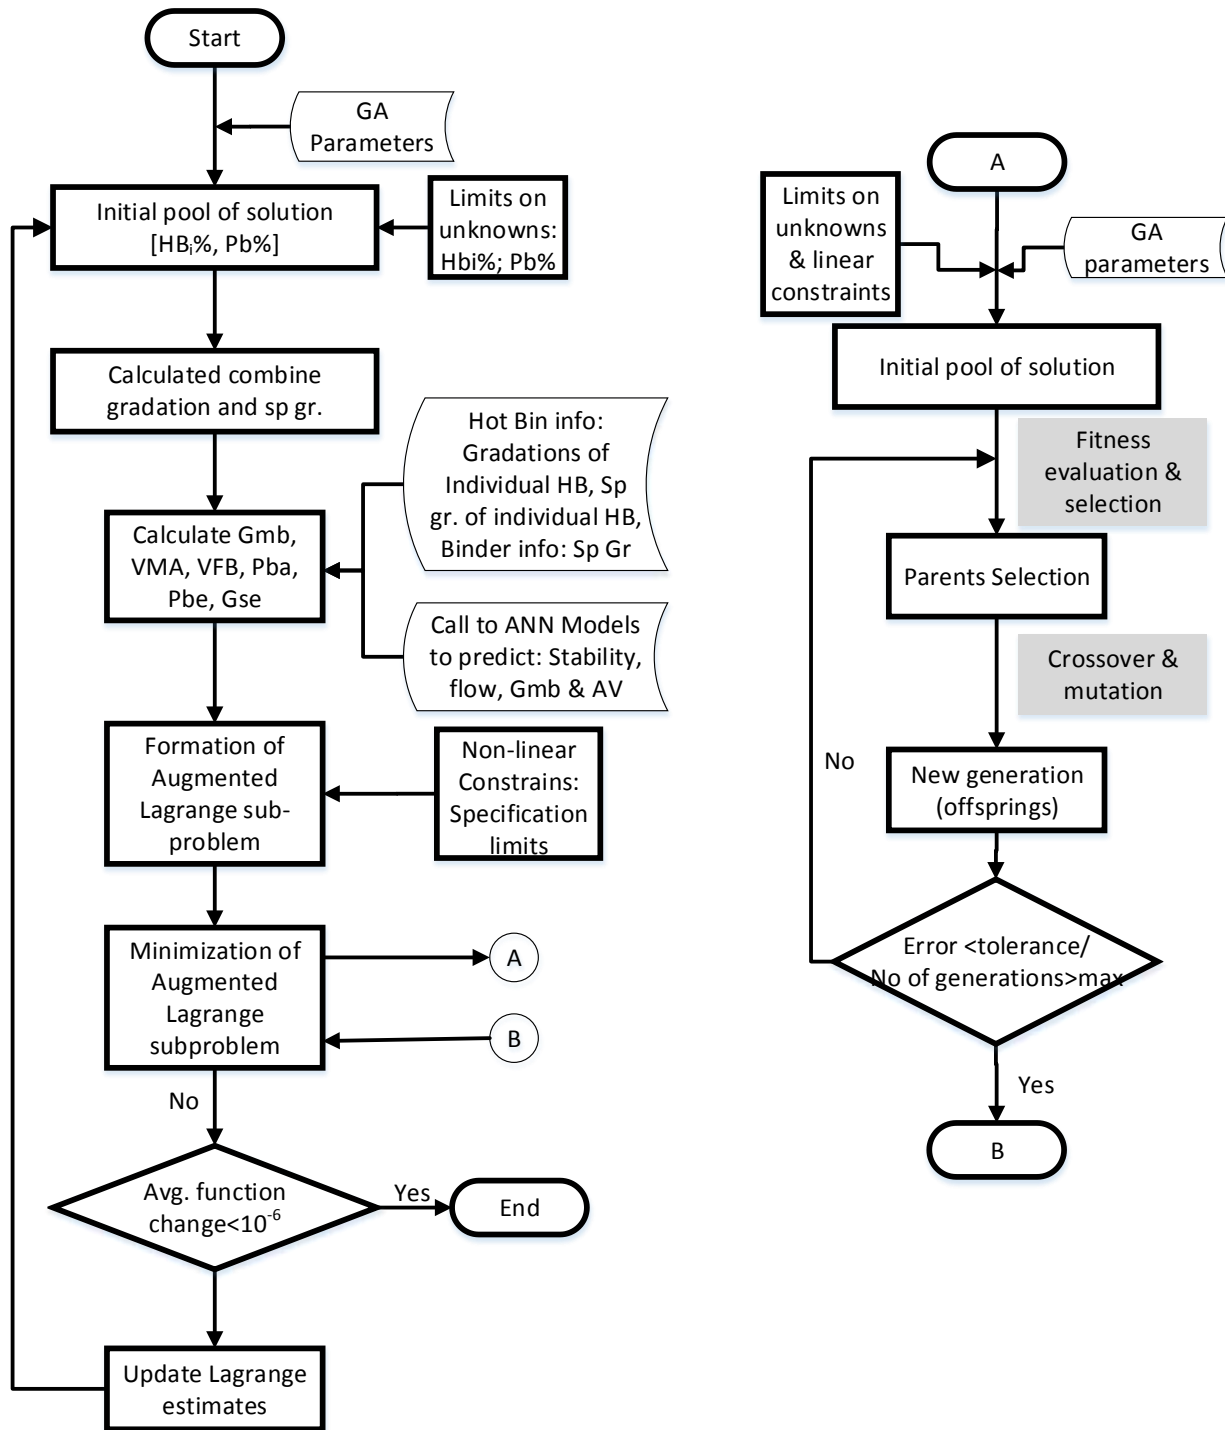 Start
GA
Parameters
Initial pool of solution
[HBi%, Pb%]
Limits on
unknowns:
Hbi%; Pb%
Calculated combine
gradation and sp gr.
Hot Bin info:
Gradations of
Individual HB, Sp
gr. of individual HB,
Binder info: Sp Gr
Calculate Gmb,
VMA, VFB, Pba,
Pbe, Gse
Call to ANN Models
to predict: Stability,
flow, Gmb & AV
Formation of
Augmented
Lagrange sub-
problem
Non-linear
Constrains:
Specification
limits
Minimization of
Augmented
Lagrange
subproblem
A
B
No
Avg. function
change<10⁻⁶
Yes
End
Update Lagrange
estimates
A
Limits on
unknowns
& linear
constraints
GA
parameters
Initial pool of solution
Fitness
evaluation &
selection
Parents Selection
Crossover &
mutation
No
New generation
(offsprings)
Error <tolerance/
No of generations>max
Yes
B